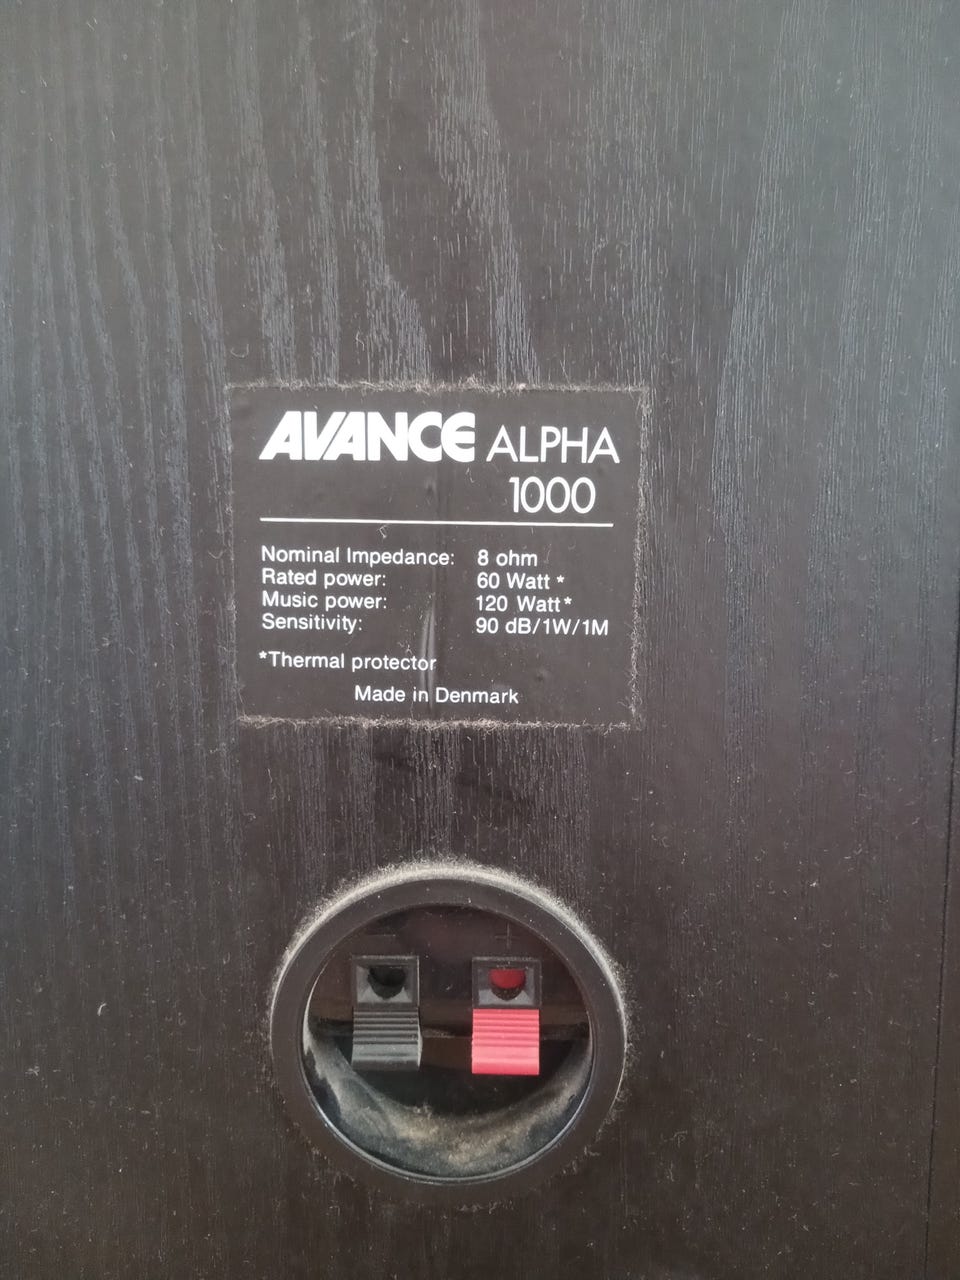 AVANCE ALPHA
1000
Nominal Impedance: 8 ohm
Rated power: 60 Watt *
Music power: 120 Watt*
Sensitivity: 90 dB/1W/1M
*Thermal protector
Made in Denmark
- +